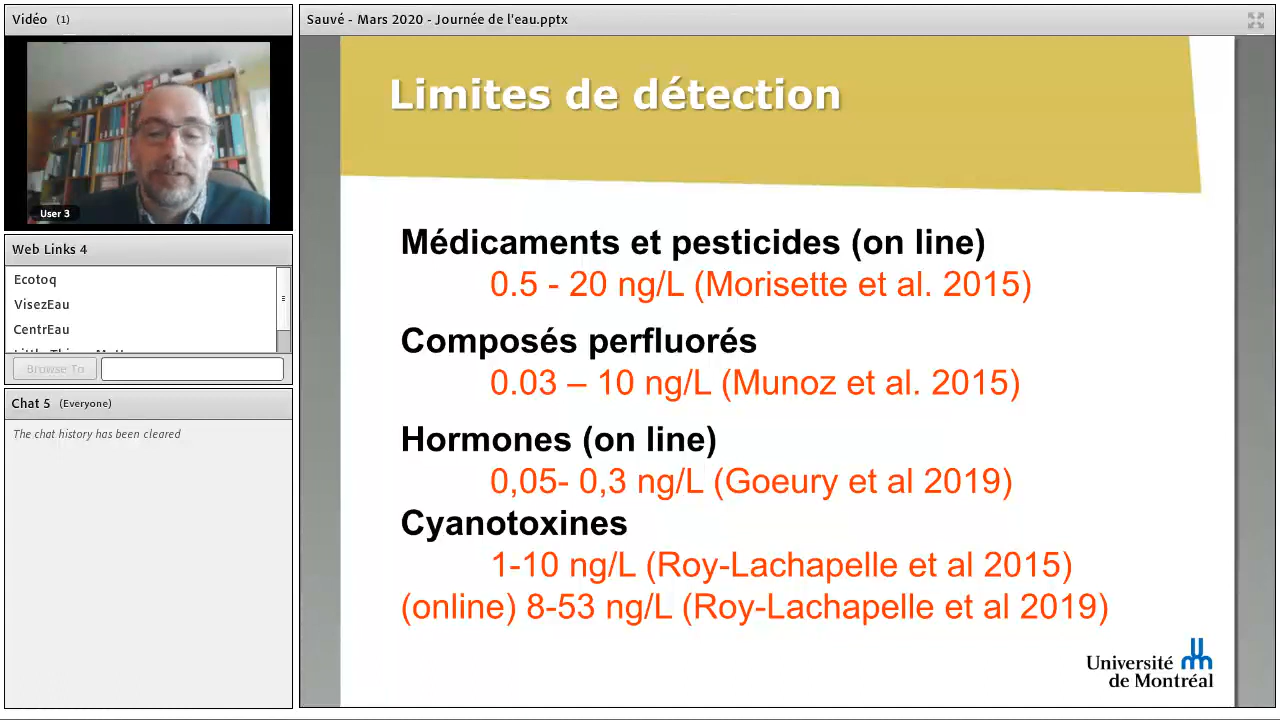 Vidéo (1)
User 3
Web Links 4
Ecotoq
VisezEau
CentrEau
Browse To
Chat 5 (Everyone)
The chat history has been cleared
Sauvé - Mars 2020 - Journée de l'eau.pptx
Limites de détection
Médicaments et pesticides (on line)
0.5 - 20 ng/L (Morisette et al. 2015)
Composés perfluorés
0.03 – 10 ng/L (Munoz et al. 2015)
Hormones (on line)
0,05- 0,3 ng/L (Goeury et al 2019)
Cyanotoxines
1-10 ng/L (Roy-Lachapelle et al 2015)
(online) 8-53 ng/L (Roy-Lachapelle et al 2019)
Université
de Montréal